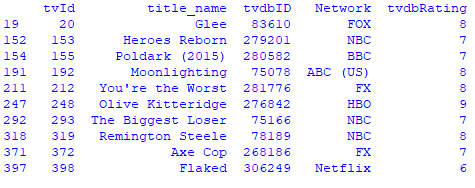 tvId title_name tvdbID Network tvdbRating
19 20 Glee 83610 FOX 8
152 153 Heroes Reborn 279201 NBC 7
154 155 Poldark (2015) 280582 BBC 7
191 192 Moonlighting 75078 ABC (US) 8
211 212 You're the Worst 281776 FX 8
247 248 Olive Kitteridge 276842 HBO 9
292 293 The Biggest Loser 75166 NBC 7
318 319 Remington Steele 78189 NBC 8
371 372 Axe Cop 268186 FX 7
397 398 Flaked 306249 Netflix 6